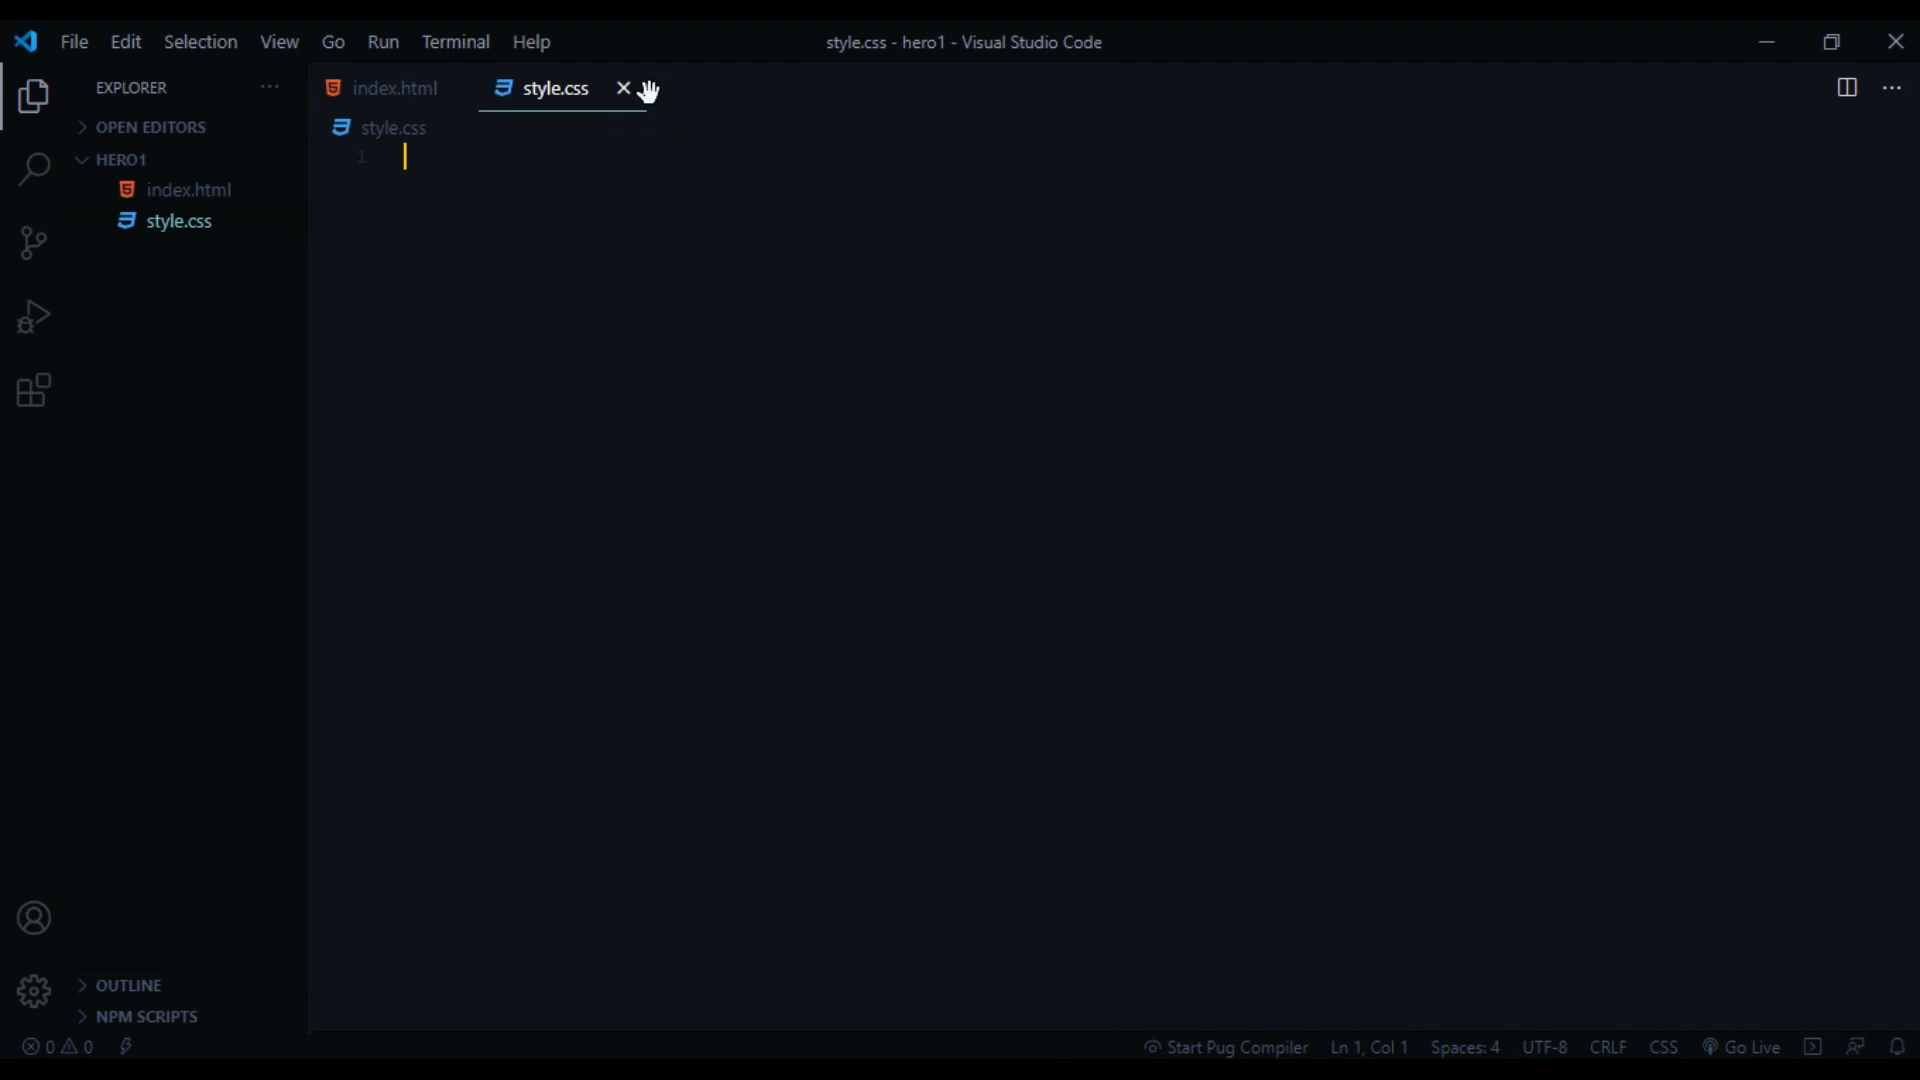 File Edit Selection View Go Run Terminal Help
style.css - hero1 - Visual Studio Code
EXPLORER
OPEN EDITORS
HERO1
index.html
style.css
index.html
style.css
style.css
1
OUTLINE
NPM SCRIPTS
0 0
Start Pug Compiler
Ln 1, Col 1
Spaces: 4
UTF-8
CRLF
CSS
Go Live